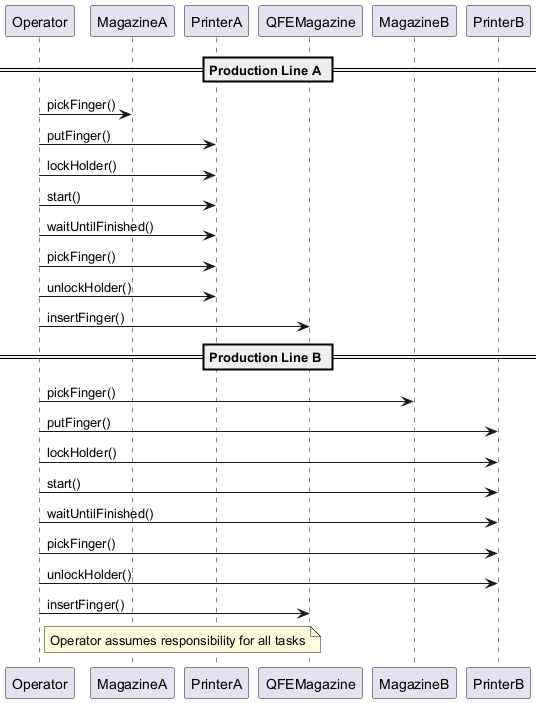 Operator MagazineA PrinterA QFEMagazine MagazineB PrinterB
Production Line A
pickFinger()
putFinger()
lockHolder()
start()
waitUntilFinished()
pickFinger()
unlockHolder()
insertFinger()
Production Line B
pickFinger()
putFinger()
lockHolder()
start()
waitUntilFinished()
pickFinger()
unlockHolder()
insertFinger()
Operator assumes responsibility for all tasks
Operator MagazineA PrinterA QFEMagazine MagazineB PrinterB